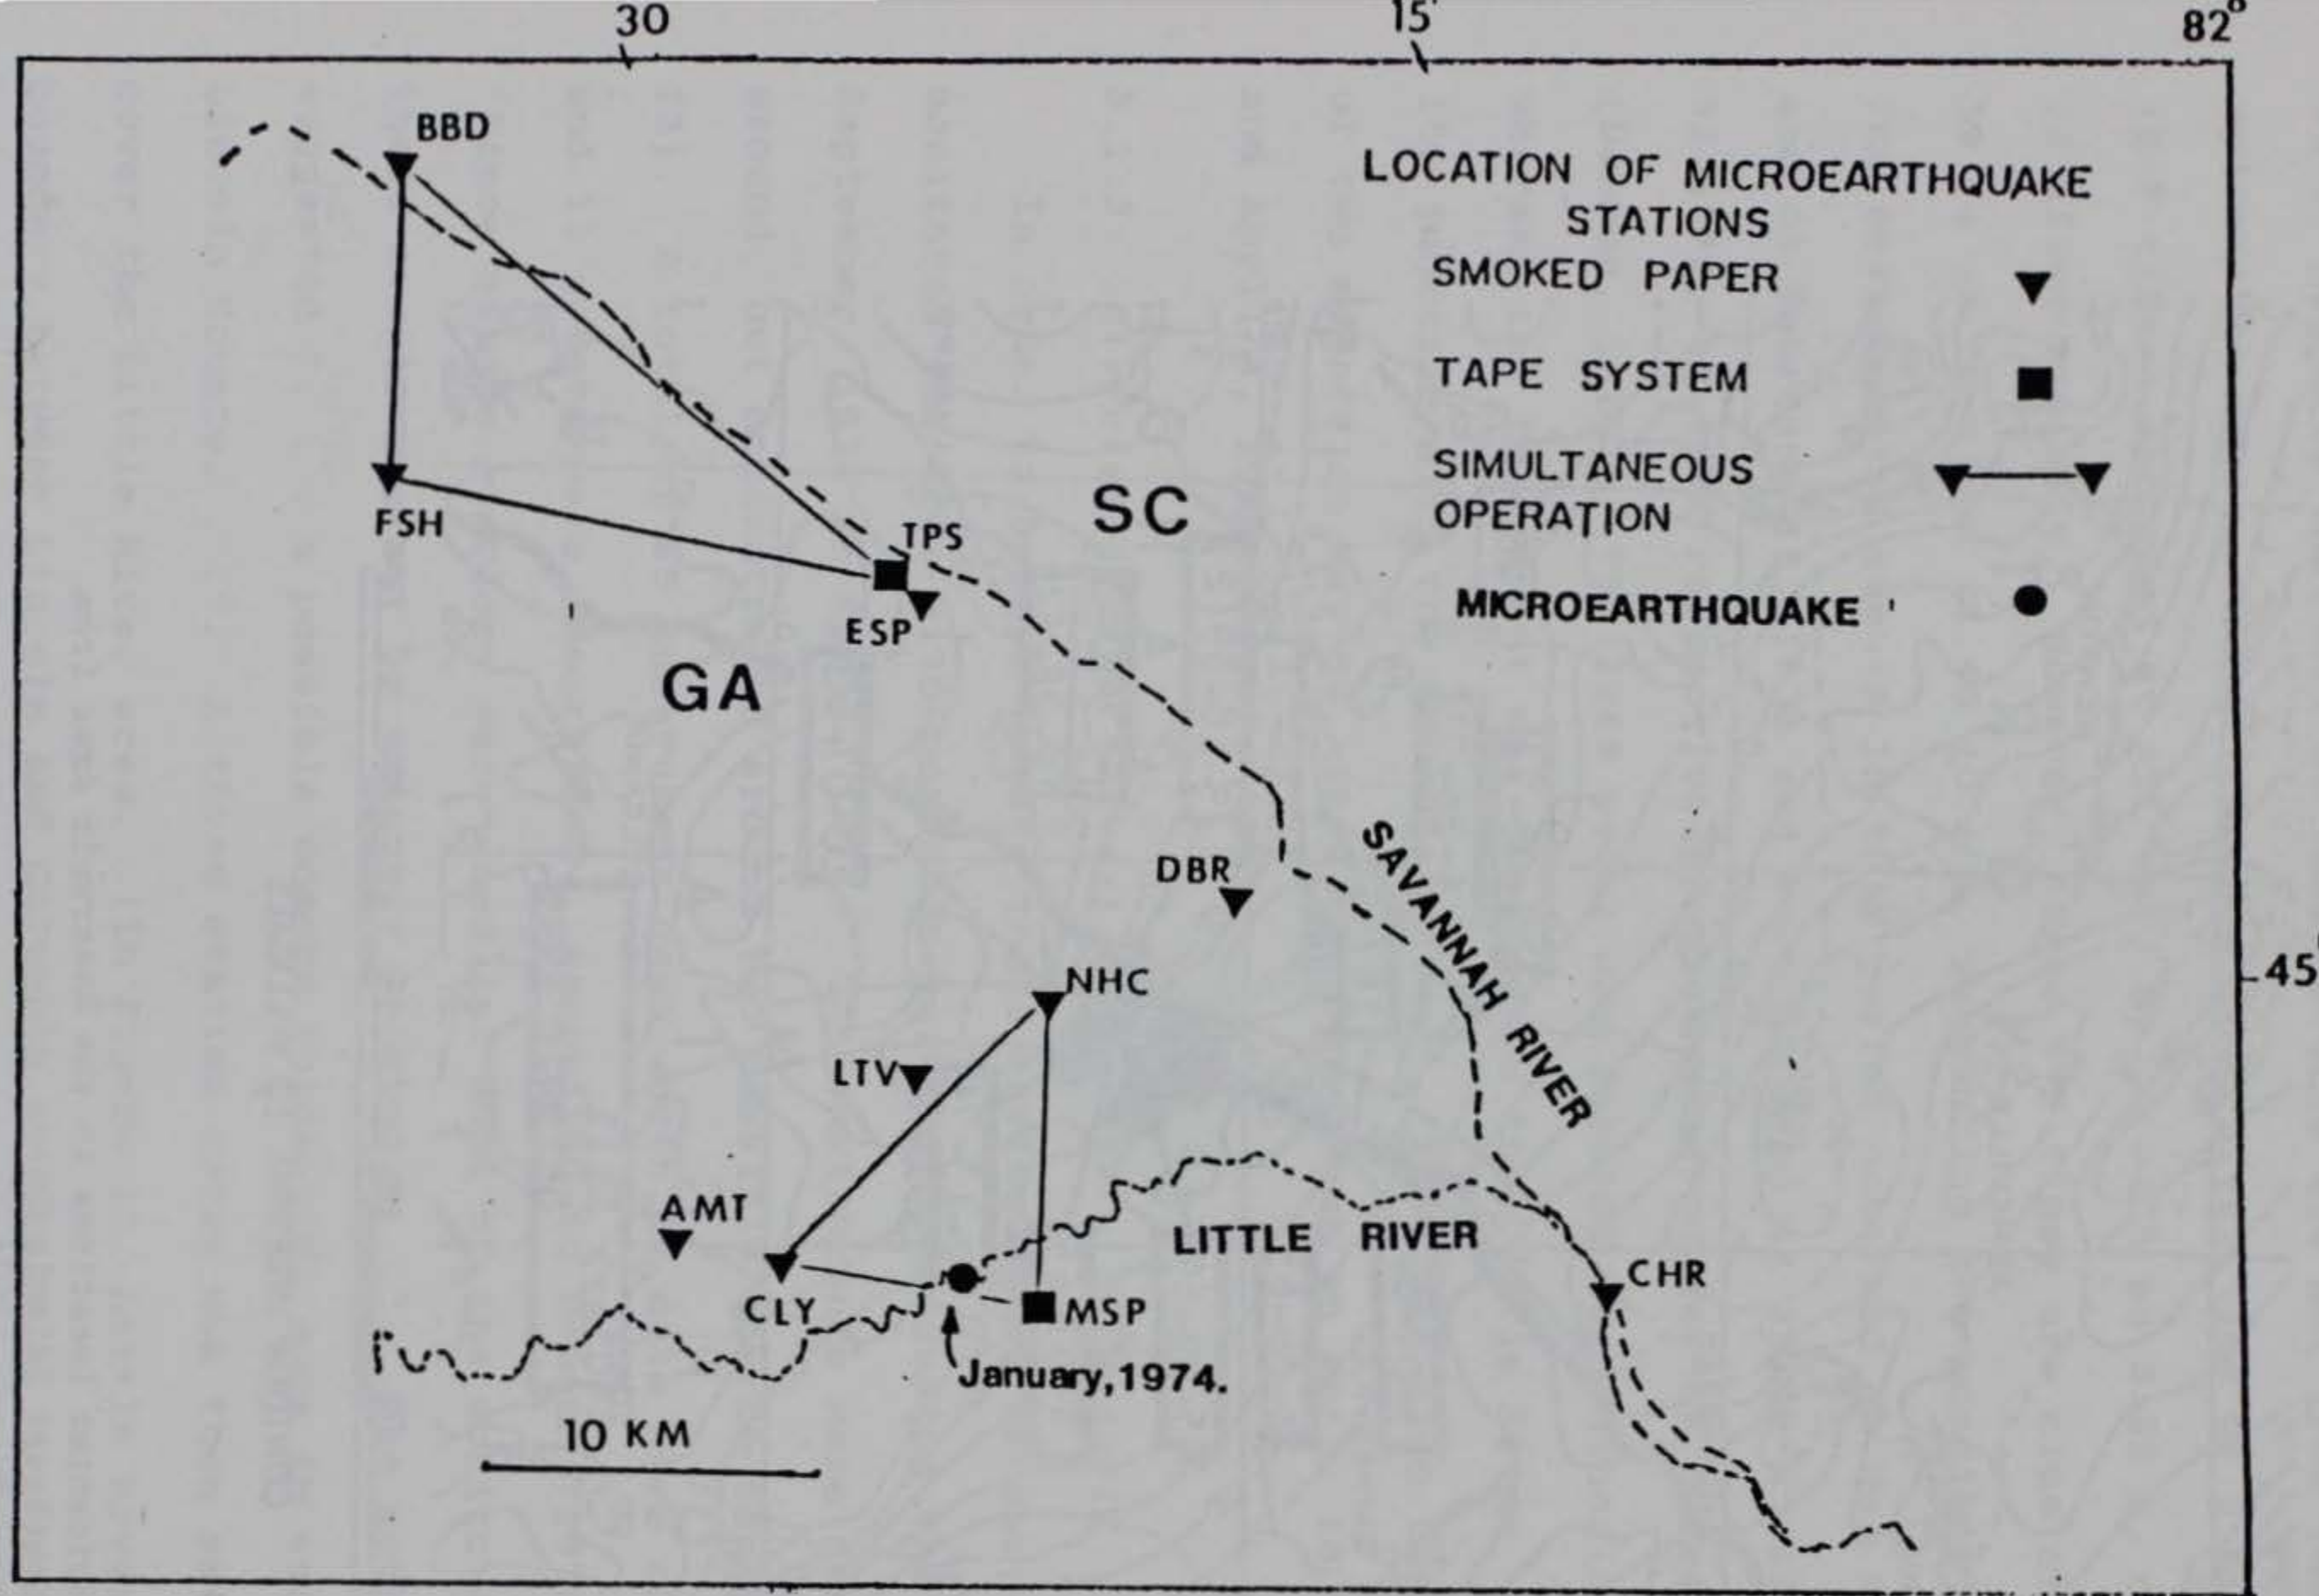 30
15'
82°
BBD
LOCATION OF MICROEARTHQUAKE
STATIONS
SMOKED PAPER
TAPE SYSTEM
SIMULTANEOUS
OPERATION
MICROEARTHQUAKE
FSH
TPS
SC
ESP
GA
DBR
SAVANNAH RIVER
45'
NHC
LTV
AMT
LITTLE RIVER
CHR
CLY
MSP
January, 1974.
10 KM